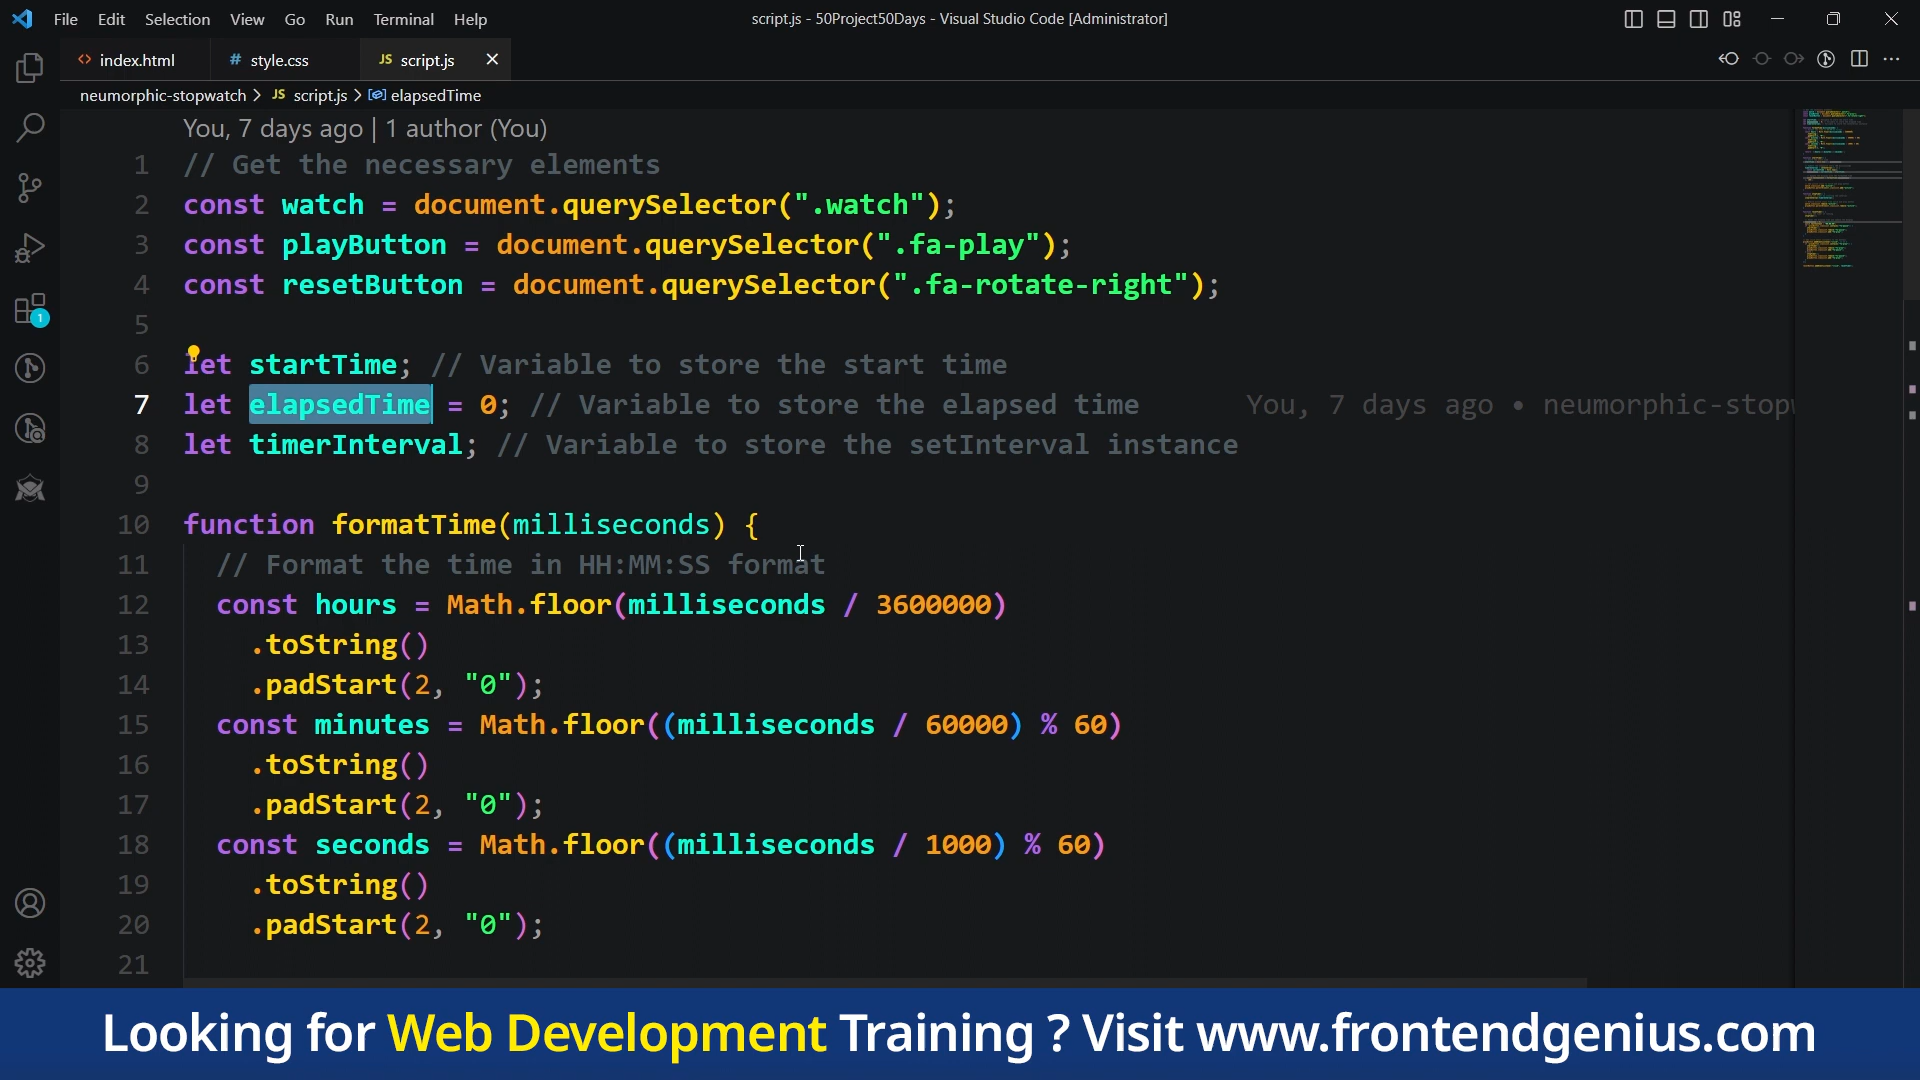 File Edit Selection View Go Run Terminal Help
script.js - 50Project50Days - Visual Studio Code [Administrator]
<> index.html
# style.css
JS script.js
neumorphic-stopwatch > JS script.js > elapsedTime
You, 7 days ago | 1 author (You)
1 // Get the necessary elements
2 const watch = document.querySelector(".watch");
3 const playButton = document.querySelector(".fa-play");
4 const resetButton = document.querySelector(".fa-rotate-right");
5
6 let startTime; // Variable to store the start time
7 let elapsedTime = 0; // Variable to store the elapsed time You, 7 days ago • neumorphic-stop
8 let timerInterval; // Variable to store the setInterval instance
9
10 function formatTime(milliseconds) {
11 // Format the time in HH:MM:SS format
12 const hours = Math.floor(milliseconds / 3600000)
13 .toString()
14 .padStart(2, "0");
15 const minutes = Math.floor((milliseconds / 60000) % 60)
16 .toString()
17 .padStart(2, "0");
18 const seconds = Math.floor((milliseconds / 1000) % 60)
19 .toString()
20 .padStart(2, "0");
21
1
Looking for Web Development Training ? Visit www.frontendgenius.com